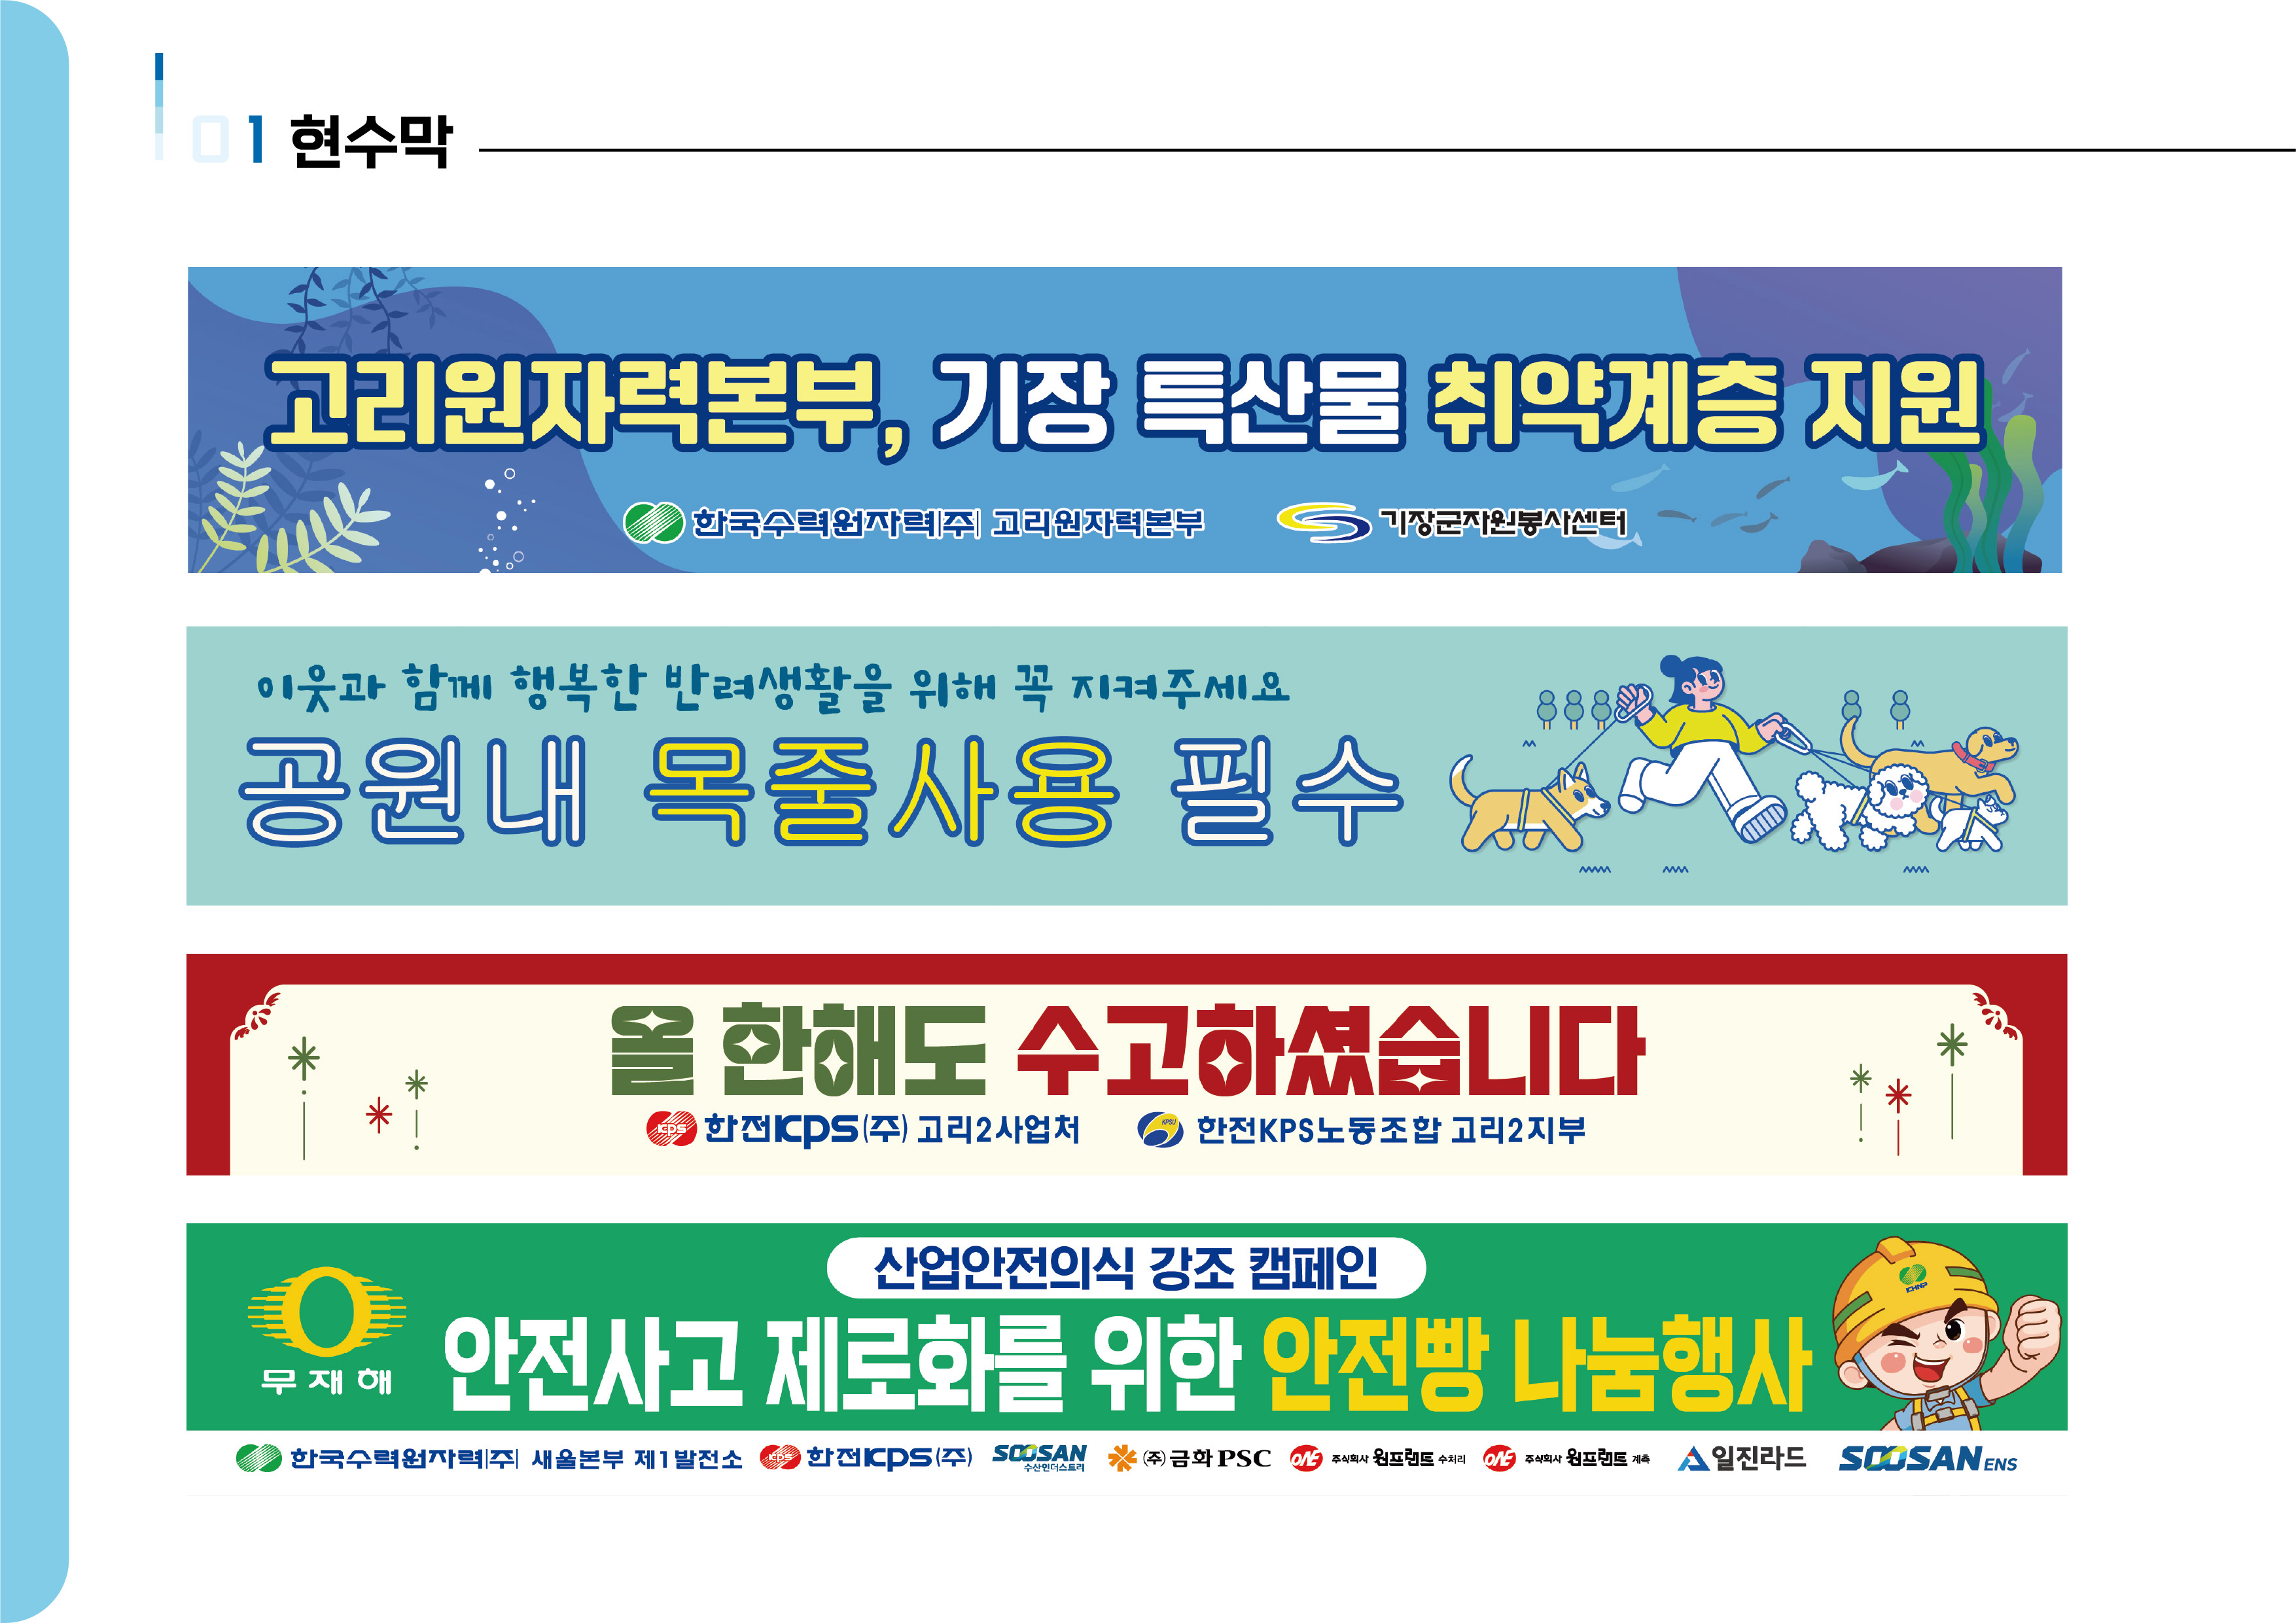 01 현수막
고리원자력본부, 기장 특산물 취약계층 지원
한국수력원자력(주) 고리원자력본부 기장군자원봉사센터
이웃과 함께 행복한 반려생활을 위해 꼭 지켜주세요
공원내 목줄사용 필수
올 한해도 수고하셨습니다
KPS 한전KPS(주) 고리2사업처 KPSU 한전KPS노동조합 고리2지부
산업안전의식 강조 캠페인
KHNP
안전사고 제로화를 위한 안전빵 나눔행사
무재해
한국수력원자력(주) 새울본부 제1발전소 KPS 한전KPS(주) SOOSAN 수산인더스트리 (주)금화PSC ONE 주식회사 원프랜트 수처리 ONE 주식회사 원프랜트 계측 일진라드 SOOSAN ENS